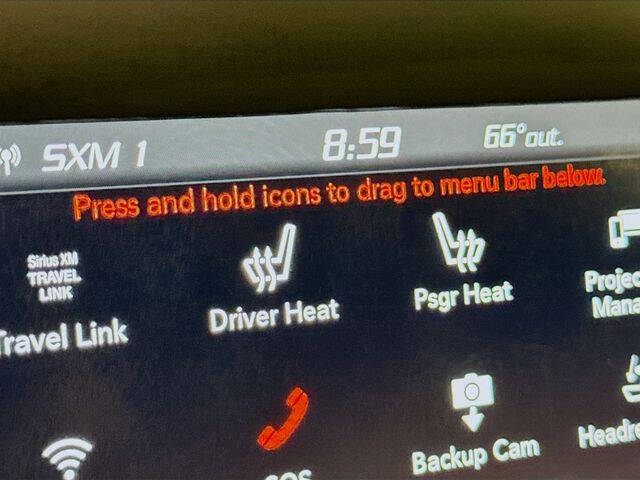 SXM 1 8:59 66° out.
Press and hold icons to drag to menu bar below.
Sirius XM
TRAVEL
LINK
Travel Link
Driver Heat
Psgr Heat
SOS
Backup Cam